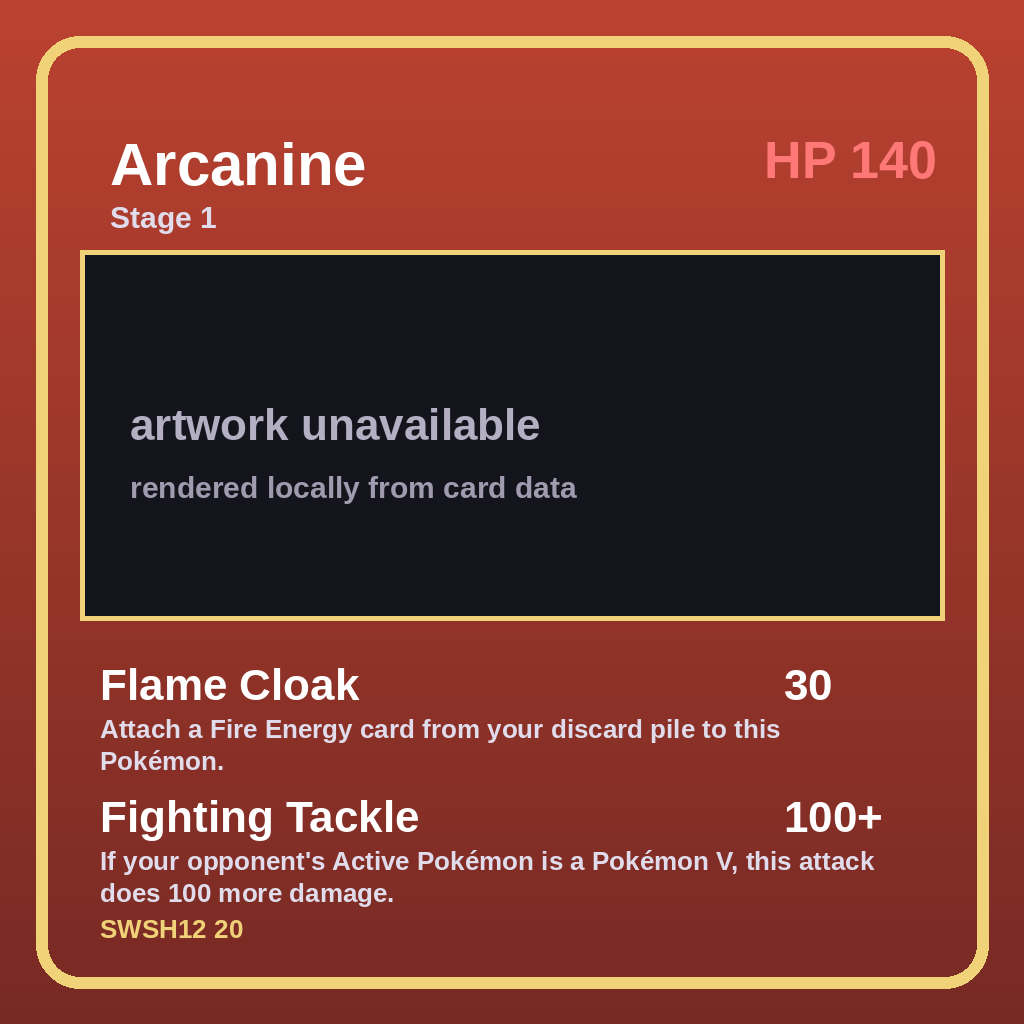 Arcanine
HP 140
Stage 1
artwork unavailable
rendered locally from card data
Flame Cloak 30
Attach a Fire Energy card from your discard pile to this
Pokémon.
Fighting Tackle 100+
If your opponent's Active Pokémon is a Pokémon V, this attack
does 100 more damage.
SWSH12 20